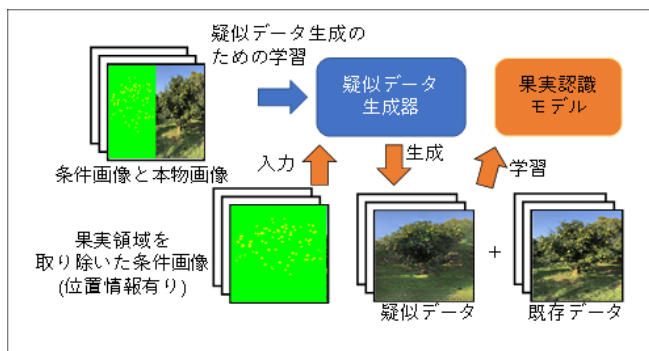 疑似データ生成の
ための学習
疑似データ
生成器
果実認識
モデル
条件画像と本物画像
入力
生成
学習
果実領域を
取り除いた条件画像
(位置情報有り)
+
疑似データ
既存データ